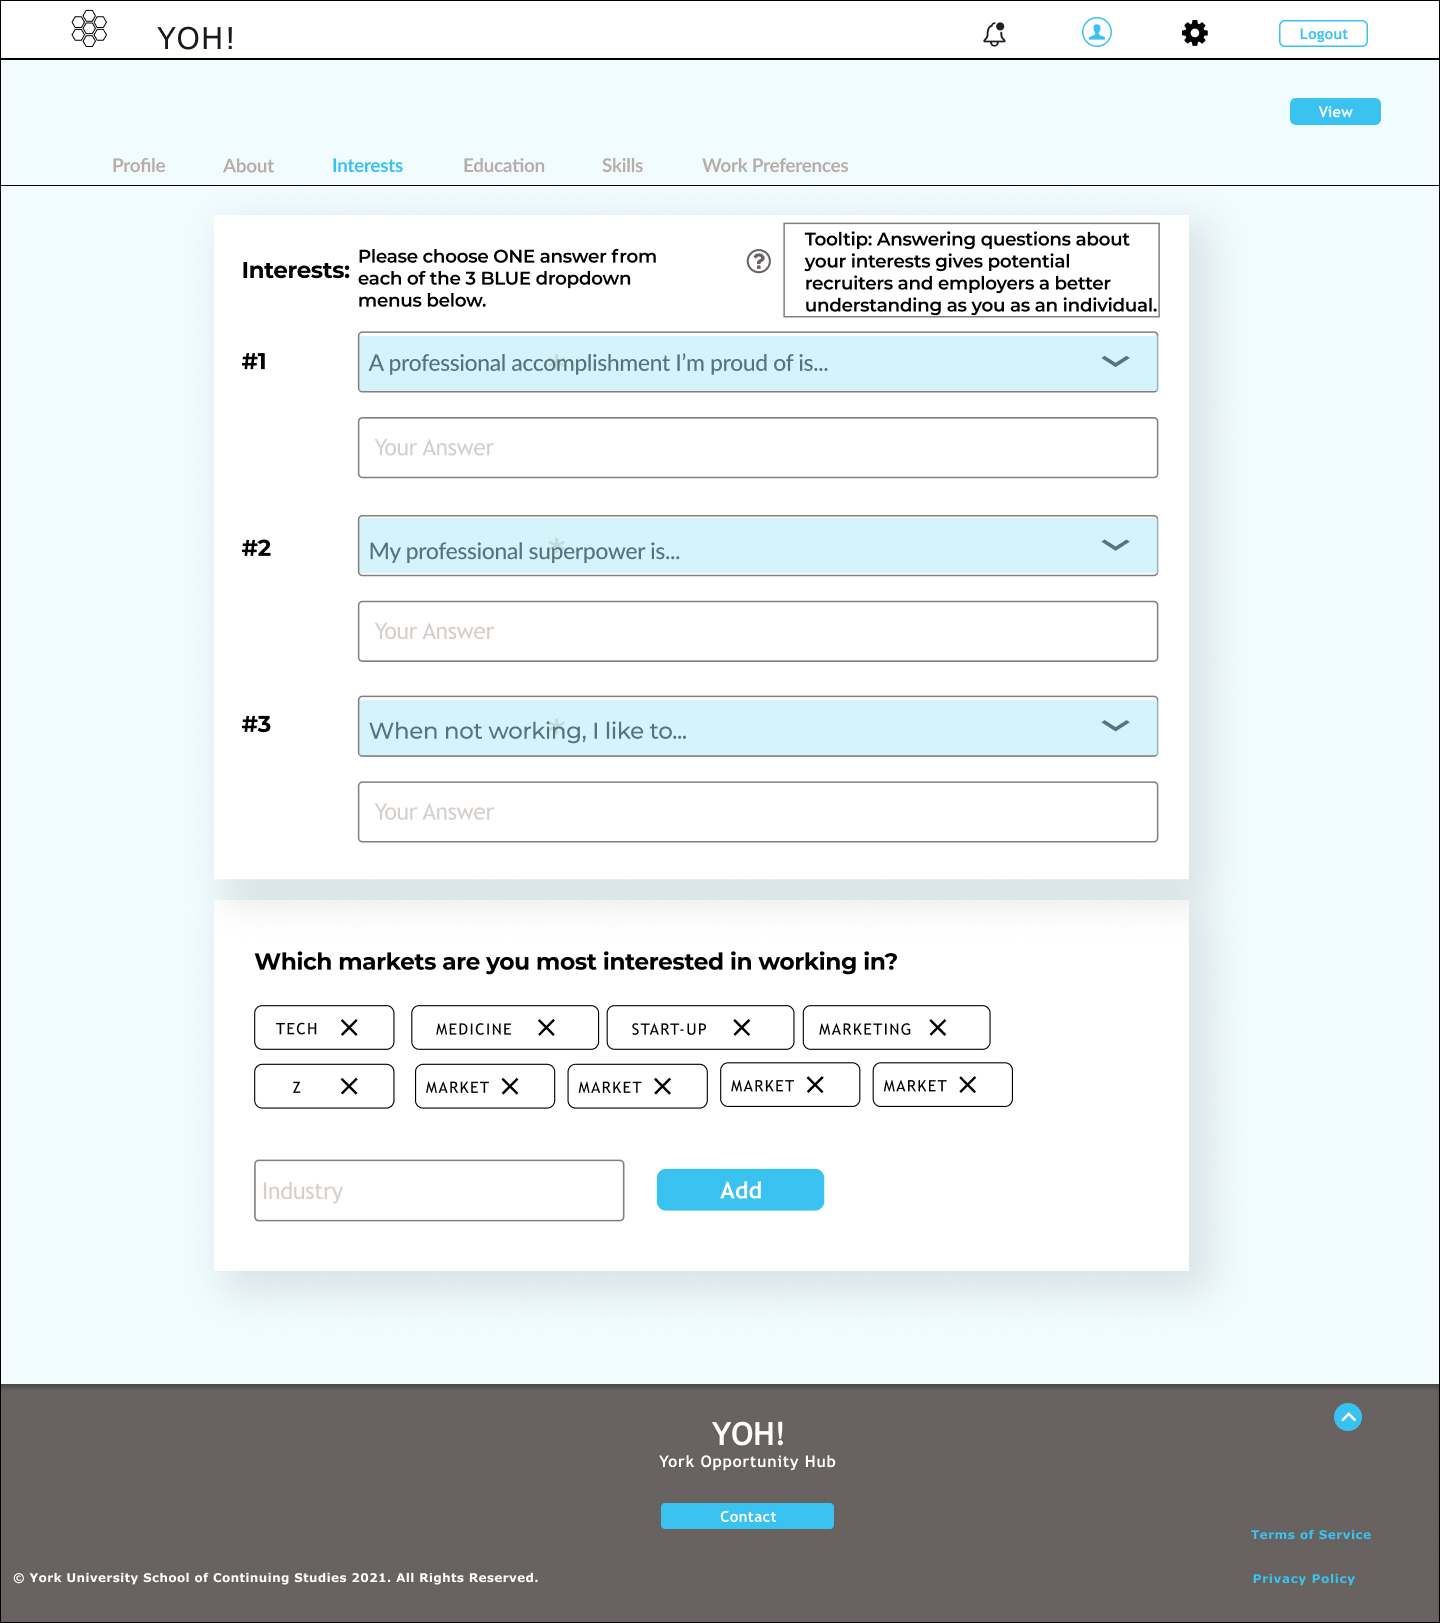 YOH!
Logout
View
Profile About Interests Education Skills Work Preferences
Interests:
Please choose ONE answer from
each of the 3 BLUE dropdown
menus below.
?
Tooltip: Answering questions about
your interests gives potential
recruiters and employers a better
understanding as you as an individual.
#1
A professional accomplishment I'm proud of is...
*
Your Answer
#2
My professional superpower is...
*
Your Answer
#3
When not working, I like to...
*
Your Answer
Which markets are you most interested in working in?
TECH MEDICINE START-UP MARKETING
Z MARKET MARKET MARKET MARKET
Industry
Add
YOH!
York Opportunity Hub
Contact
Terms of Service
© York University School of Continuing Studies 2021. All Rights Reserved.
Privacy Policy